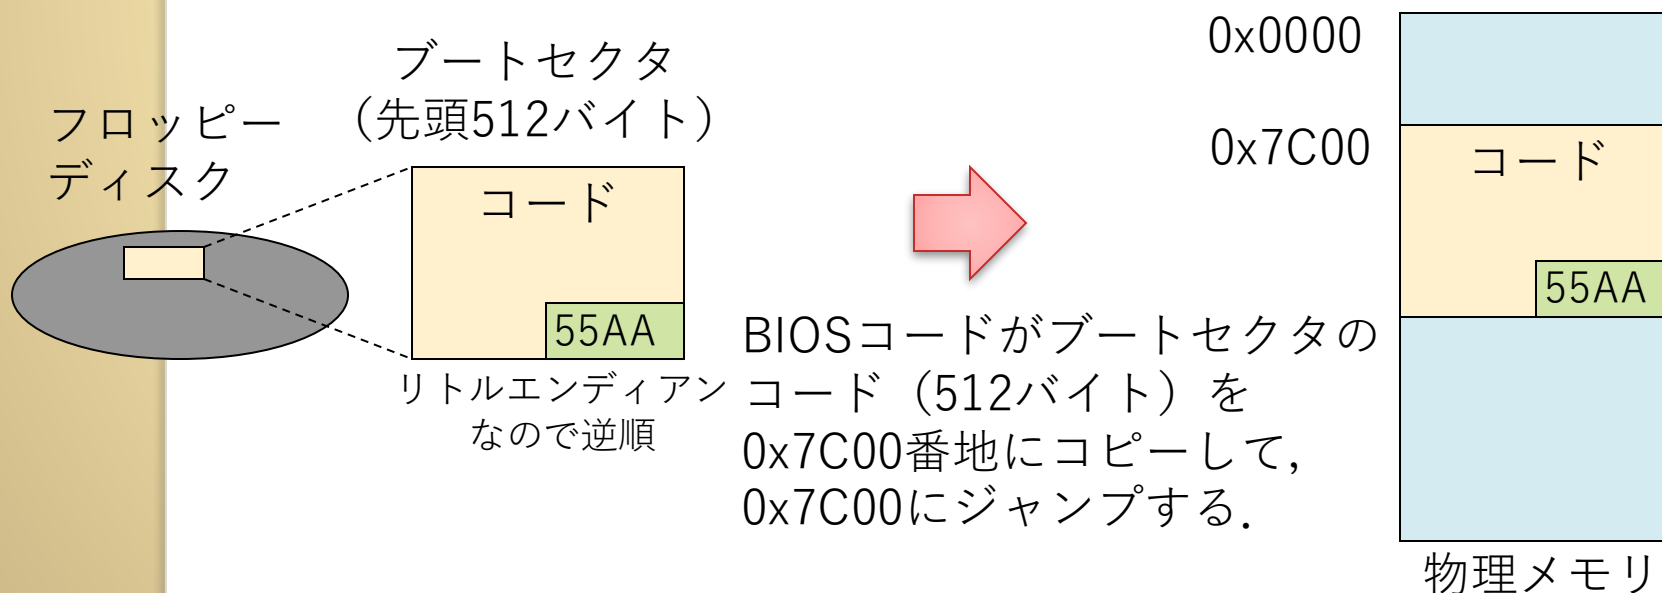 フロッピー
ディスク
ブートセクタ
（先頭512バイト）
コード
55AA
リトルエンディアン
なので逆順
BIOSコードがブートセクタの
コード（512バイト）を
0x7C00番地にコピーして,
0x7C00にジャンプする.
0x0000
0x7C00
コード
55AA
物理メモリ